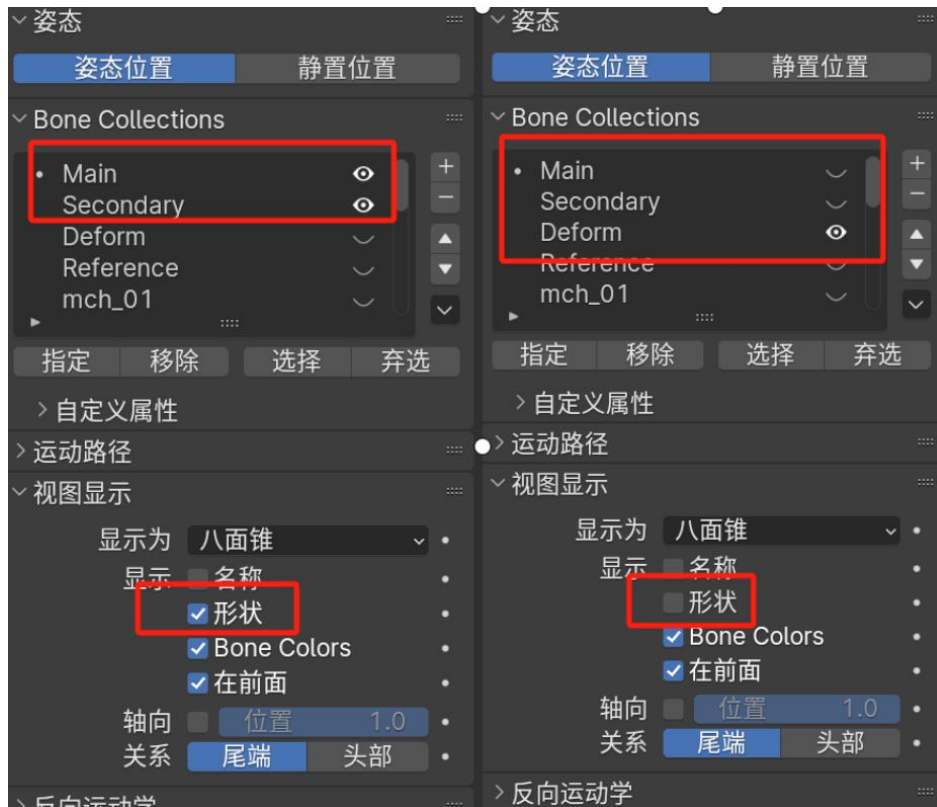 姿态
姿态位置 静置位置
Bone Collections
Main
Secondary
Deform
Reference
mch_01
指定 移除 选择 弃选
自定义属性
运动路径
视图显示
显示为 八面锥
显示 名称
形状
Bone Colors
在前面
轴向 位置 1.0
关系 尾端 头部
反向运动学
姿态
姿态位置 静置位置
Bone Collections
Main
Secondary
Deform
Reference
mch_01
指定 移除 选择 弃选
自定义属性
运动路径
视图显示
显示为 八面锥
显示 名称
形状
Bone Colors
在前面
轴向 位置 1.0
关系 尾端 头部
反向运动学